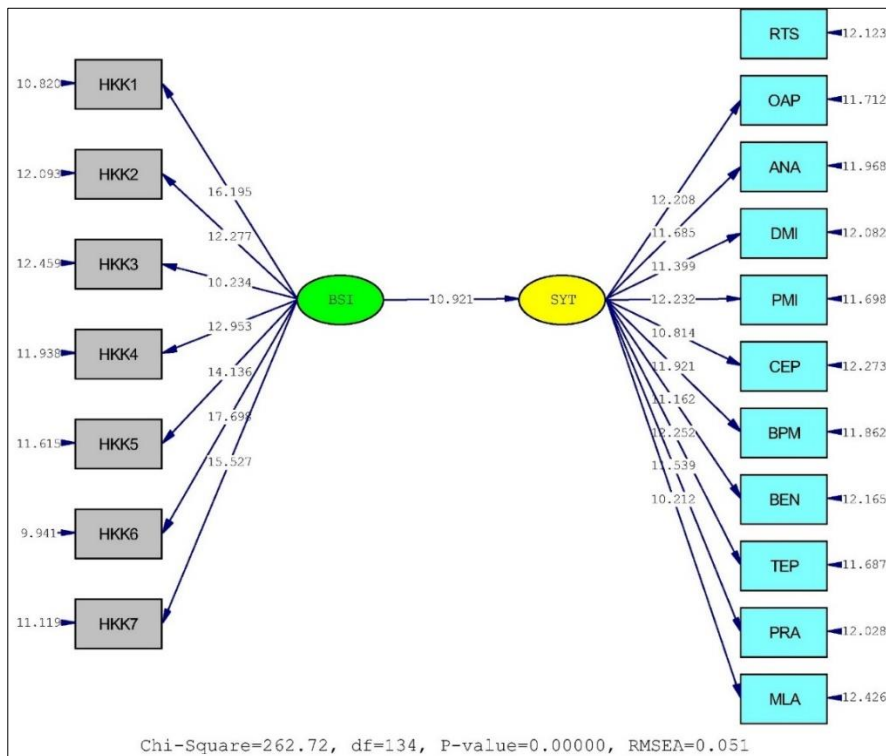 RTS
12.123
10.820
HKK1
OAP
11.712
12.093
HKK2
16.195
12.277
12.208
ANA
11.968
12.459
HKK3
10.234
11.685
11.399
DMI
12.082
BSI
10.921
SYT
12.232
PMI
11.698
11.938
HKK4
12.953
10.814
CEP
12.273
14.136
11.921
11.615
HKK5
17.698
11.162
BPM
11.862
15.527
12.252
11.539
BEN
12.165
9.941
HKK6
10.212
TEP
11.687
11.119
HKK7
PRA
12.028
MLA
12.426
Chi-Square=262.72, df=134, P-value=0.00000, RMSEA=0.051